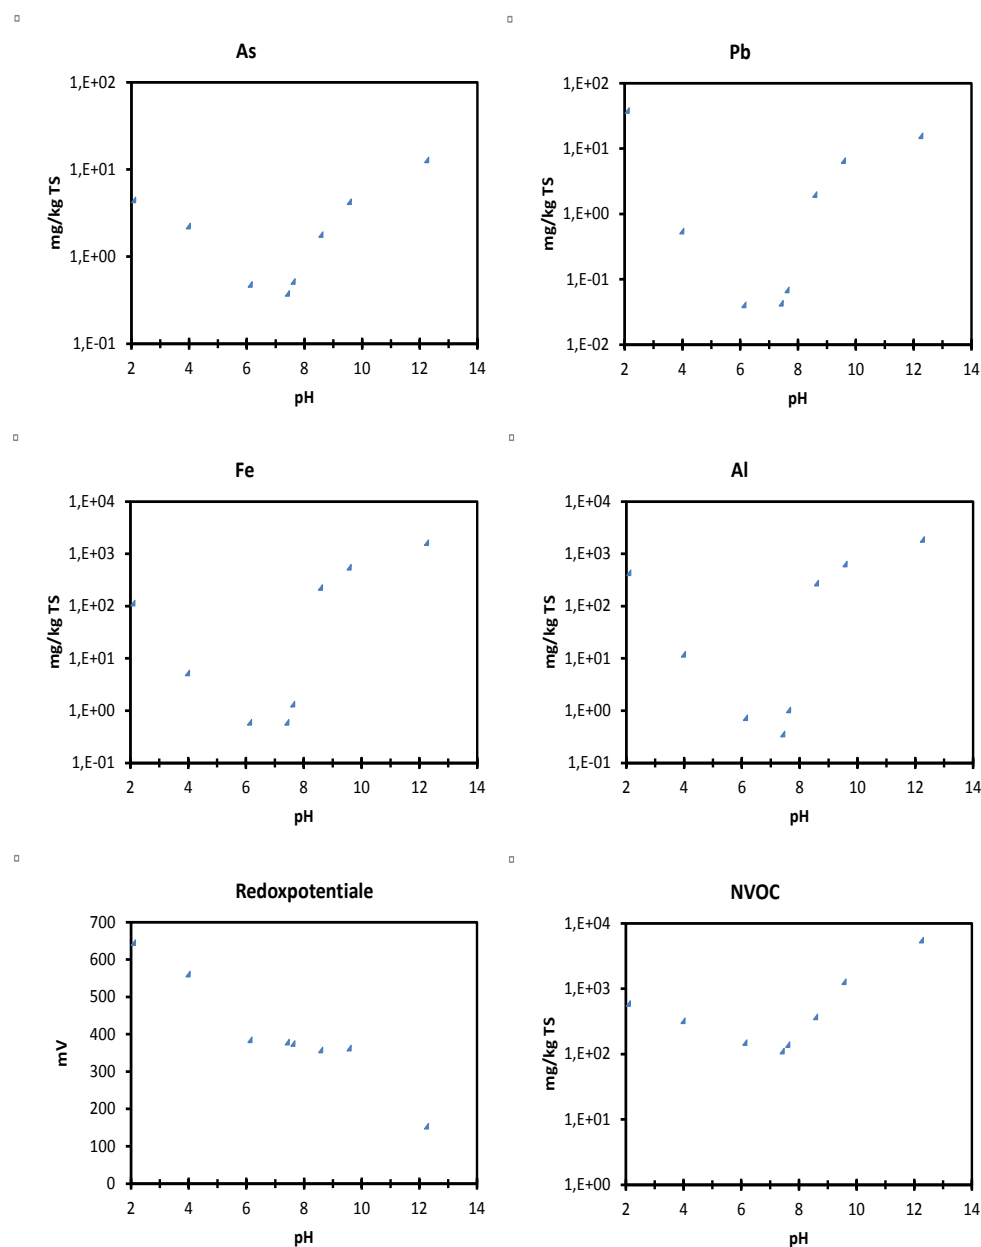 As
1,E+02
1,E+01
1,E+00
1,E-01
mg/kg TS
2 4 6 8 10 12 14
pH
Pb
1,E+02
1,E+01
1,E+00
1,E-01
1,E-02
mg/kg TS
2 4 6 8 10 12 14
pH
Fe
1,E+04
1,E+03
1,E+02
1,E+01
1,E+00
1,E-01
mg/kg TS
2 4 6 8 10 12 14
pH
Al
1,E+04
1,E+03
1,E+02
1,E+01
1,E+00
1,E-01
mg/kg TS
2 4 6 8 10 12 14
pH
Redoxpotentiale
700
600
500
400
300
200
100
0
mV
2 4 6 8 10 12 14
pH
NVOC
1,E+04
1,E+03
1,E+02
1,E+01
1,E+00
mg/kg TS
2 4 6 8 10 12 14
pH